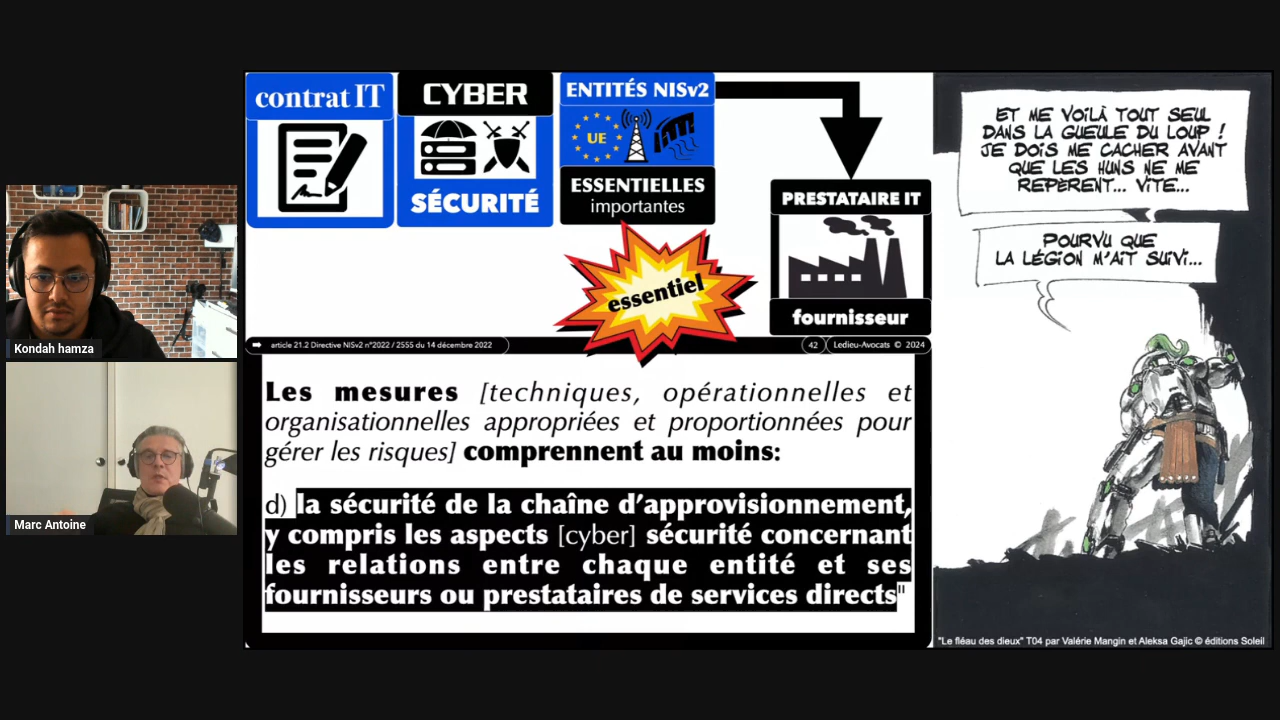 contrat IT
CYBER
SÉCURITÉ
ENTITÉS NISv2
UE
ESSENTIELLES
importantes
PRESTATAIRE IT
fournisseur
essentiel
article 21.2 Directive NISv2 n°2022 / 2555 du 14 décembre 2022
42
Ledieu-Avocats © 2024
Les mesures [techniques, opérationnelles et
organisationnelles appropriées et proportionnées pour
gérer les risques] comprennent au moins:
d) la sécurité de la chaîne d'approvisionnement,
y compris les aspects [cyber] sécurité concernant
les relations entre chaque entité et ses
fournisseurs ou prestataires de services directs"
ET ME VOILÀ TOUT SEUL
DANS LA GUEULE DU LOUP !
JE DOIS ME CACHER AVANT
QUE LES HUNS NE ME
REPÈRENT... VITE...
POURVU QUE
LA LÉGION M'AIT SUIVI...
"Le fléau des dieux" T04 par Valérie Mangin et Aleksa Gajic © éditions Soleil
Kondah hamza
Marc Antoine